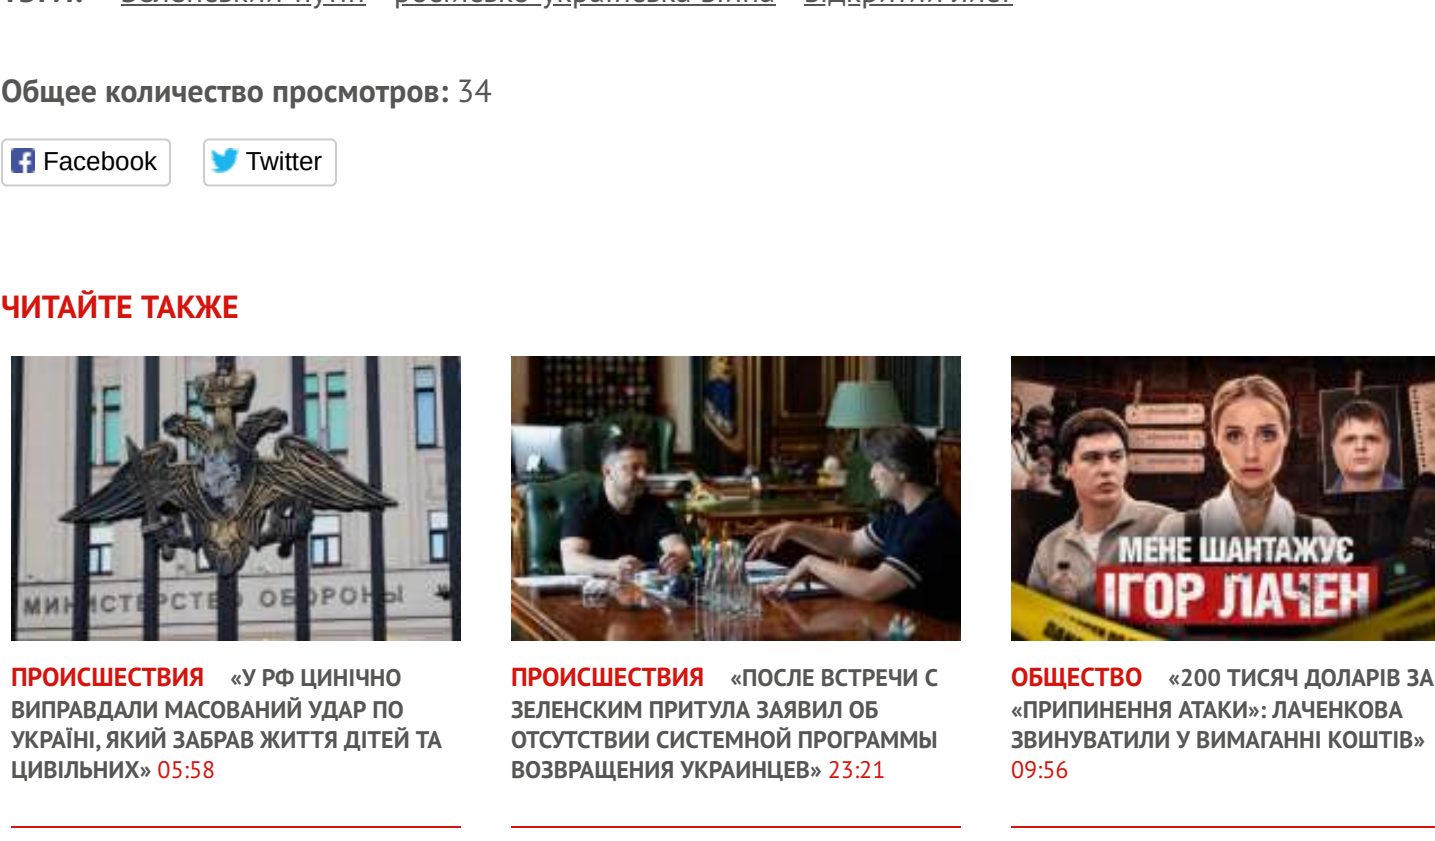 Общее количество просмотров: 34
Facebook
Twitter
ЧИТАЙТЕ ТАКЖЕ
МИНИСТЕРСТВО ОБОРОНЫ
ПРОИСШЕСТВИЯ «У РФ ЦИНІЧНО
ВИПРАВДАЛИ МАСОВАНИЙ УДАР ПО
УКРАЇНІ, ЯКИЙ ЗАБРАВ ЖИТТЯ ДІТЕЙ ТА
ЦИВІЛЬНИХ» 05:58
ПРОИСШЕСТВИЯ «ПОСЛЕ ВСТРЕЧИ С
ЗЕЛЕНСКИМ ПРИТУЛА ЗАЯВИЛ ОБ
ОТСУТСТВИИ СИСТЕМНОЙ ПРОГРАММЫ
ВОЗВРАЩЕНИЯ УКРАИНЦЕВ» 23:21
МЕНЕ ШАНТАЖУЄ
ІГОР ЛАЧЕН
ОБЩЕСТВО «200 ТИСЯЧ ДОЛАРІВ ЗА
«ПРИПИНЕННЯ АТАКИ»: ЛАЧЕНКОВА
ЗВИНУВАТИЛИ У ВИМАГАННІ КОШТІВ»
09:56